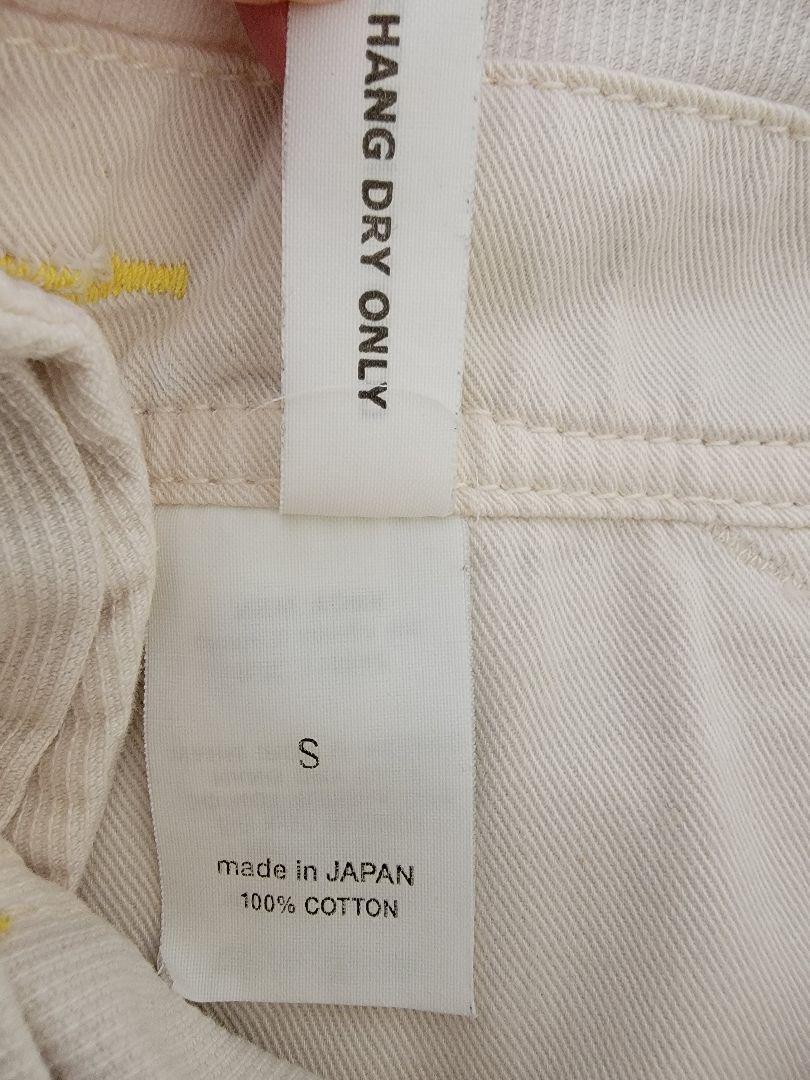 HANG DRY ONLY
S
made in JAPAN
100% COTTON